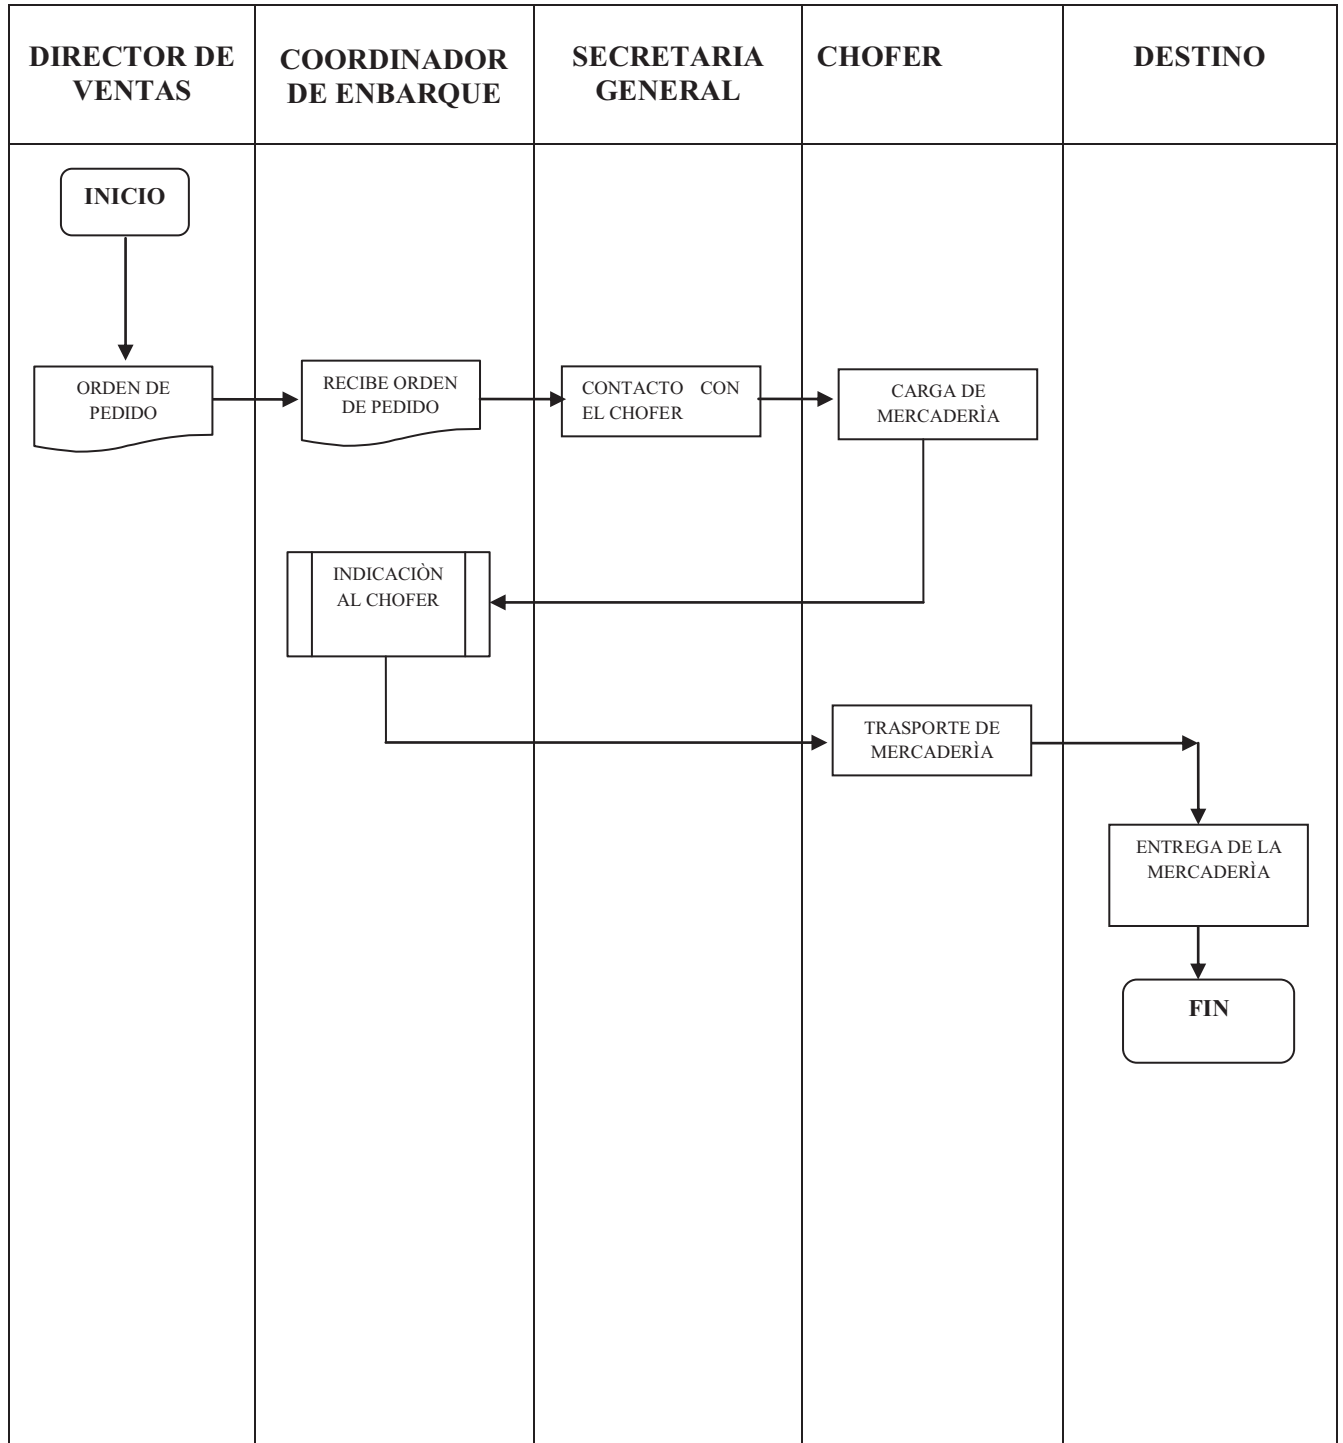 DIRECTOR DE
VENTAS
COORDINADOR
DE ENBARQUE
SECRETARIA
GENERAL
CHOFER
DESTINO
INICIO
ORDEN DE
PEDIDO
RECIBE ORDEN
DE PEDIDO
CONTACTO CON
EL CHOFER
CARGA DE
MERCADERÌA
INDICACIÒN
AL CHOFER
TRASPORTE DE
MERCADERÌA
ENTREGA DE LA
MERCADERÌA
FIN